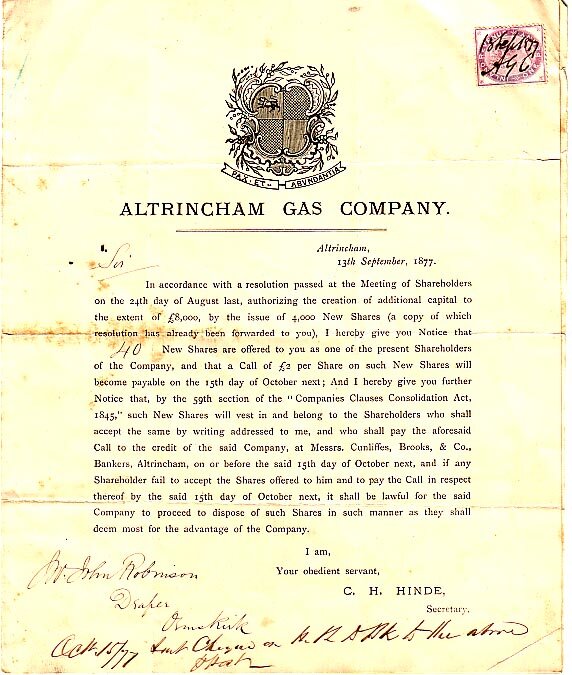 18 Sept 1877
A G C
PAX · ET · ABVNDANTIA
ALTRINCHAM GAS COMPANY.
Altrincham,
13th September, 1877.
Sir
In accordance with a resolution passed at the Meeting of Shareholders
on the 24th day of August last, authorizing the creation of additional capital to
the extent of £8,000, by the issue of 4,000 New Shares (a copy of which
resolution has already been forwarded to you), I hereby give you Notice that
40 New Shares are offered to you as one of the present Shareholders
of the Company, and that a Call of £2 per Share on such New Shares will
become payable on the 15th day of October next; And I hereby give you further
Notice that, by the 59th section of the "Companies Clauses Consolidation Act,
1845," such New Shares will vest in and belong to the Shareholders who shall
accept the same by writing addressed to me, and who shall pay the aforesaid
Call to the credit of the said Company, at Messrs. Cunliffes, Brooks, & Co.,
Bankers, Altrincham, on or before the said 15th day of October next, and if any
Shareholder fail to accept the Shares offered to him and to pay the Call in respect
thereof by the said 15th day of October next, it shall be lawful for the said
Company to proceed to dispose of such Shares in such manner as they shall
deem most for the advantage of the Company.
I am,
Your obedient servant,
C. H. HINDE,
Secretary.
John Robinson
Draper
Ormskirk
Oct 15/77 Sent Cheque on to the above